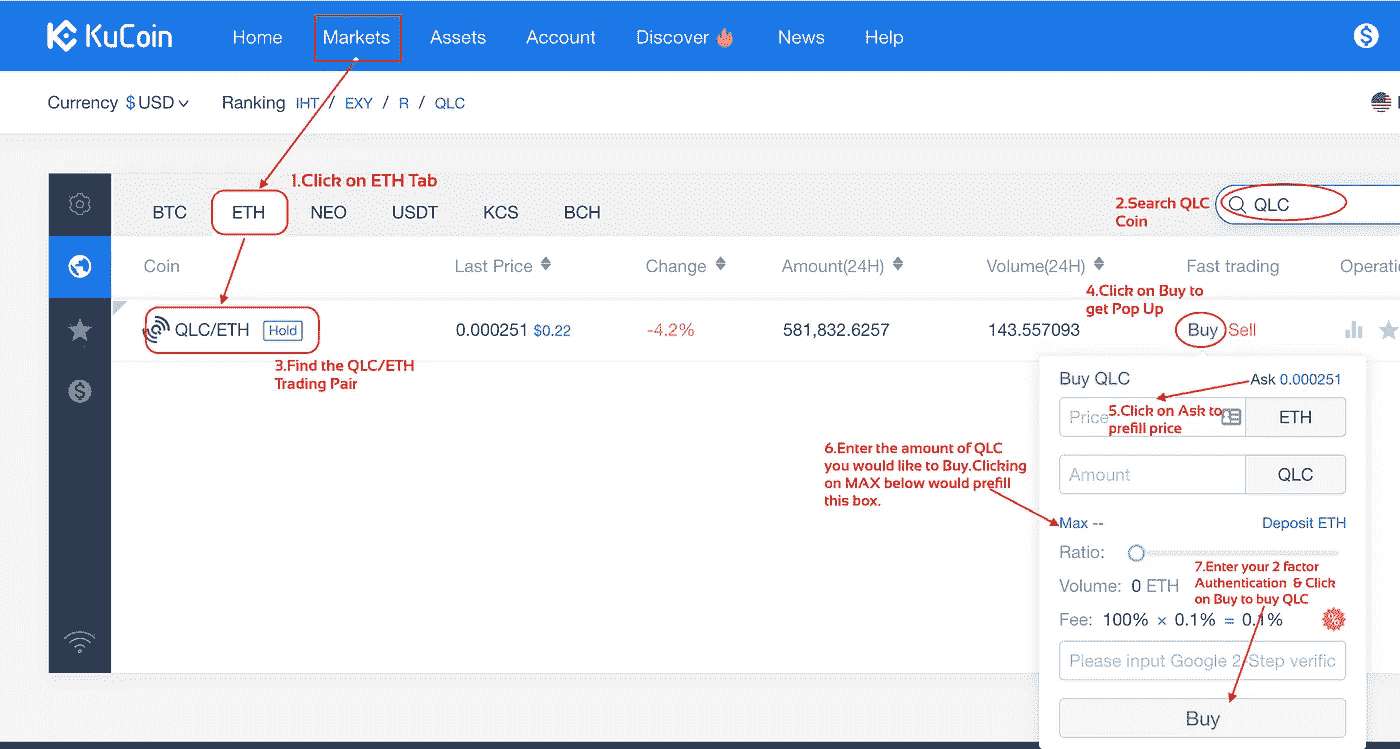 KuCoin Home Markets Assets Account Discover News Help
Currency $ USD Ranking IHT / EXY / R / QLC
1.Click on ETH Tab
BTC ETH NEO USDT KCS BCH
2.Search QLC
Coin
QLC
Coin Last Price Change Amount(24H) Volume(24H) Fast trading Operati
4.Click on Buy to
get Pop Up
QLC/ETH Hold 0.000251 $0.22 -4.2% 581,832.6257 143.557093 Buy Sell
3.Find the QLC/ETH
Trading Pair
Buy QLC Ask 0.000251
Price ETH
5.Click on Ask to
prefill price
6.Enter the amount of QLC
you would like to Buy.Clicking
on MAX below would prefill
this box.
Amount QLC
Max -- Deposit ETH
Ratio:
7.Enter your 2 factor
Authentication & Click
on Buy to buy QLC
Volume: 0 ETH
Fee: 100% × 0.1% = 0.1%
Please input Google 2-Step verific
Buy